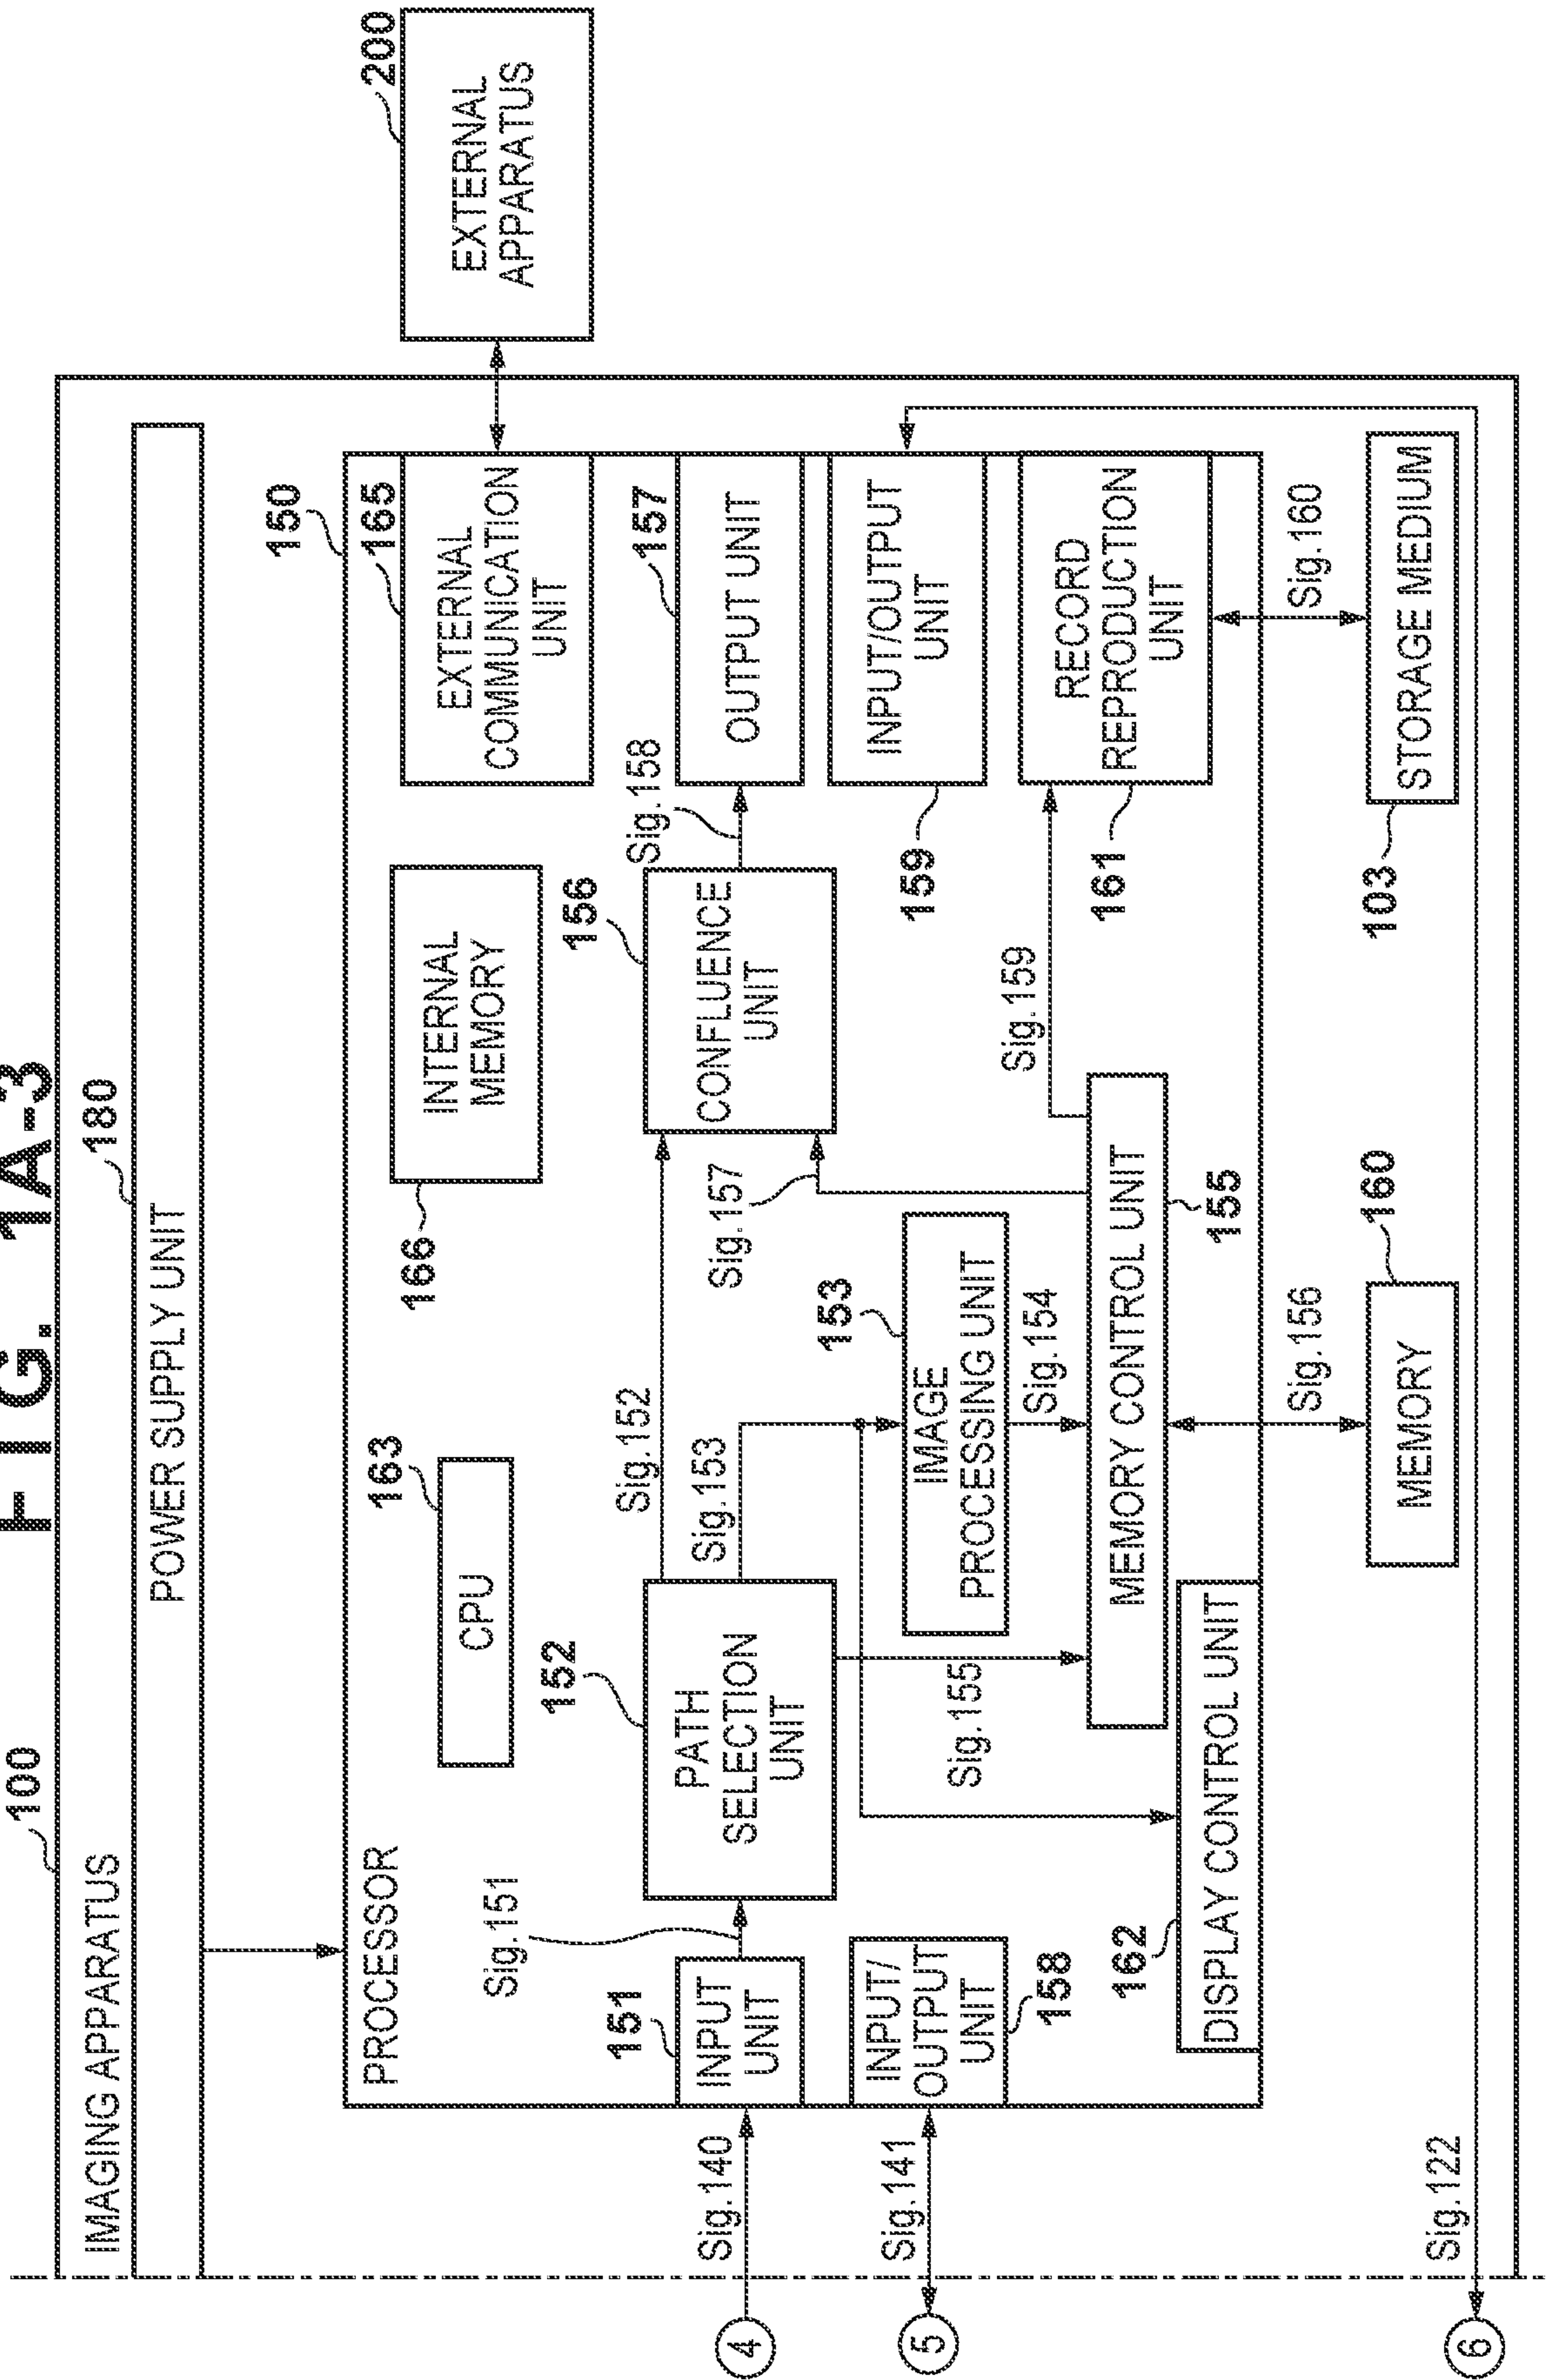 FIG. 1A-3
100
IMAGING APPARATUS
180
POWER SUPPLY UNIT
200
EXTERNAL
APPARATUS
150
PROCESSOR
163
CPU
166
INTERNAL
MEMORY
165
EXTERNAL
COMMUNICATION
UNIT
Sig.140
4
151
INPUT
UNIT
Sig.151
152
PATH
SELECTION
UNIT
Sig.152
Sig.153
156
CONFLUENCE
UNIT
Sig.157
Sig.158
157
OUTPUT UNIT
Sig.141
5
INPUT/
OUTPUT
UNIT
158
153
IMAGE
PROCESSING UNIT
Sig.154
Sig.155
INPUT/OUTPUT
UNIT
159
MEMORY CONTROL UNIT
155
Sig.159
RECORD
REPRODUCTION
UNIT
161
162
DISPLAY CONTROL UNIT
Sig.156
160
MEMORY
Sig.160
103
STORAGE MEDIUM
Sig.122
6